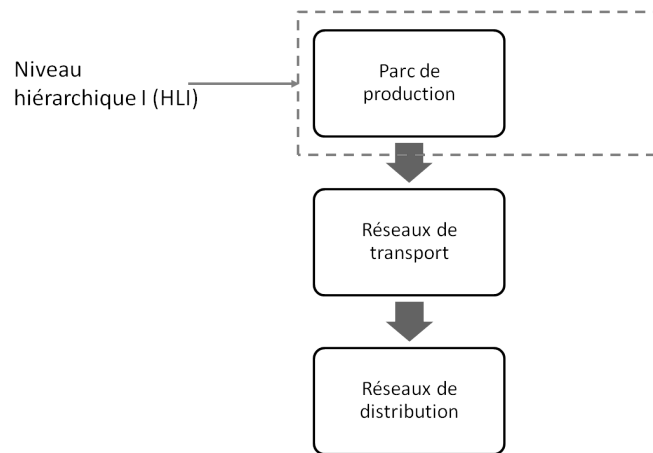 Niveau
hiérarchique I (HLI)
Parc de
production
Réseaux de
transport
Réseaux de
distribution